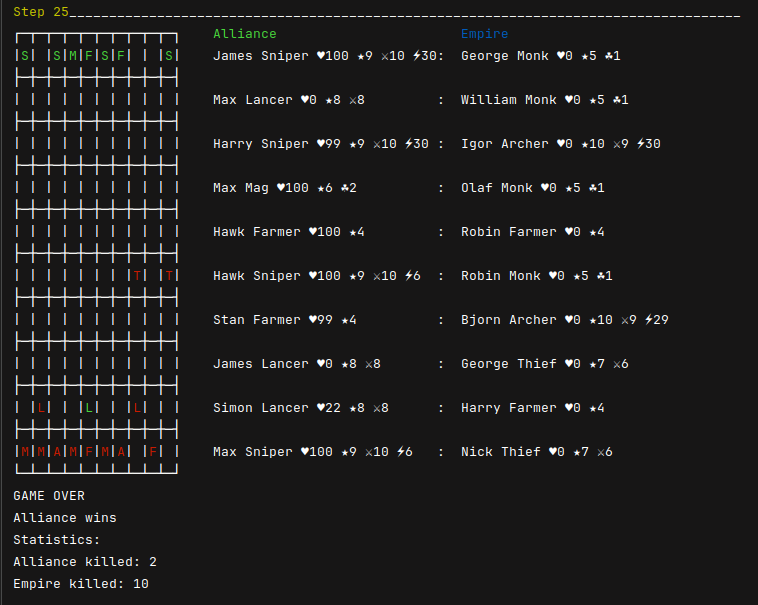 Step 25
Alliance Empire
|S| |S|M|F|S|F| | |S| James Sniper ♥100 ★9 ⚔10 ⚡30: George Monk ♥0 ★5 ♣1
Max Lancer ♥0 ★8 ⚔8 : William Monk ♥0 ★5 ♣1
Harry Sniper ♥99 ★9 ⚔10 ⚡30 : Igor Archer ♥0 ★10 ⚔9 ⚡30
Max Mag ♥100 ★6 ♣2 : Olaf Monk ♥0 ★5 ♣1
Hawk Farmer ♥100 ★4 : Robin Farmer ♥0 ★4
| | | | | | | |T| |T| Hawk Sniper ♥100 ★9 ⚔10 ⚡6 : Robin Monk ♥0 ★5 ♣1
Stan Farmer ♥99 ★4 : Bjorn Archer ♥0 ★10 ⚔9 ⚡29
James Lancer ♥0 ★8 ⚔8 : George Thief ♥0 ★7 ⚔6
| |L| | |L| | |L| | | Simon Lancer ♥22 ★8 ⚔8 : Harry Farmer ♥0 ★4
|M|M|A|M|F|M|A| |F| | Max Sniper ♥100 ★9 ⚔10 ⚡6 : Nick Thief ♥0 ★7 ⚔6
GAME OVER
Alliance wins
Statistics:
Alliance killed: 2
Empire killed: 10